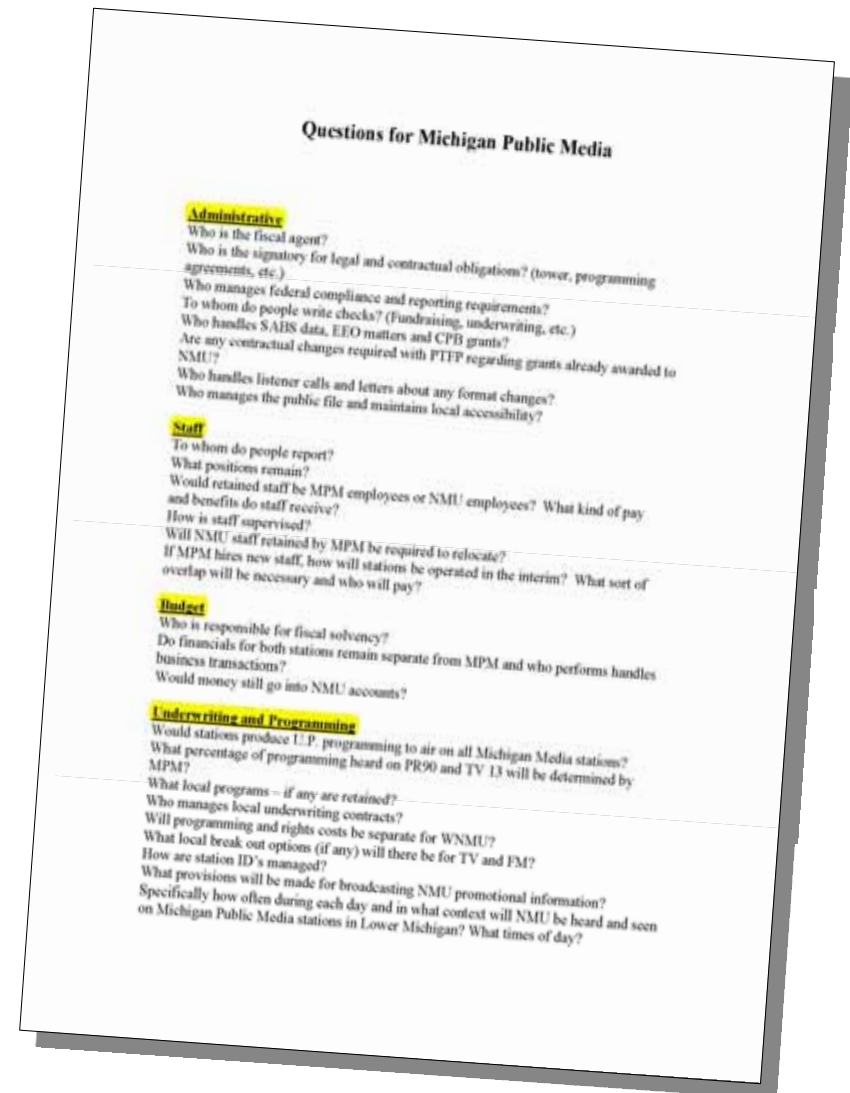 Questions for Michigan Public Media
Administrative
Who is the fiscal agent?
Who is the signatory for legal and contractual obligations? (tower, programming
agreements, etc.)
Who manages federal compliance and reporting requirements?
To whom do people write checks? (Fundraising, underwriting, etc.)
Who handles SABS data, EEO matters and CPB grants?
Are any contractual changes required with PTFP regarding grants already awarded to
NMU?
Who handles listener calls and letters about any format changes?
Who manages the public file and maintains local accessibility?
Staff
To whom do people report?
What positions remain?
Would retained staff be MPM employees or NMU employees? What kind of pay
and benefits do staff receive?
How is staff supervised?
Will NMU staff retained by MPM be required to relocate?
If MPM hires new staff, how will stations be operated in the interim? What sort of
overlap will be necessary and who will pay?
Budget
Who is responsible for fiscal solvency?
Do financials for both stations remain separate from MPM and who performs handles
business transactions?
Would money still go into NMU accounts?
Underwriting and Programming
Would stations produce U.P. programming to air on all Michigan Media stations?
What percentage of programming heard on PR90 and TV 13 will be determined by
MPM?
What local programs – if any are retained?
Who manages local underwriting contracts?
Will programming and rights costs be separate for WNMU?
What local break out options (if any) will there be for TV and FM?
How are station ID's managed?
What provisions will be made for broadcasting NMU promotional information?
Specifically how often during each day and in what context will NMU be heard and seen
on Michigan Public Media stations in Lower Michigan? What times of day?